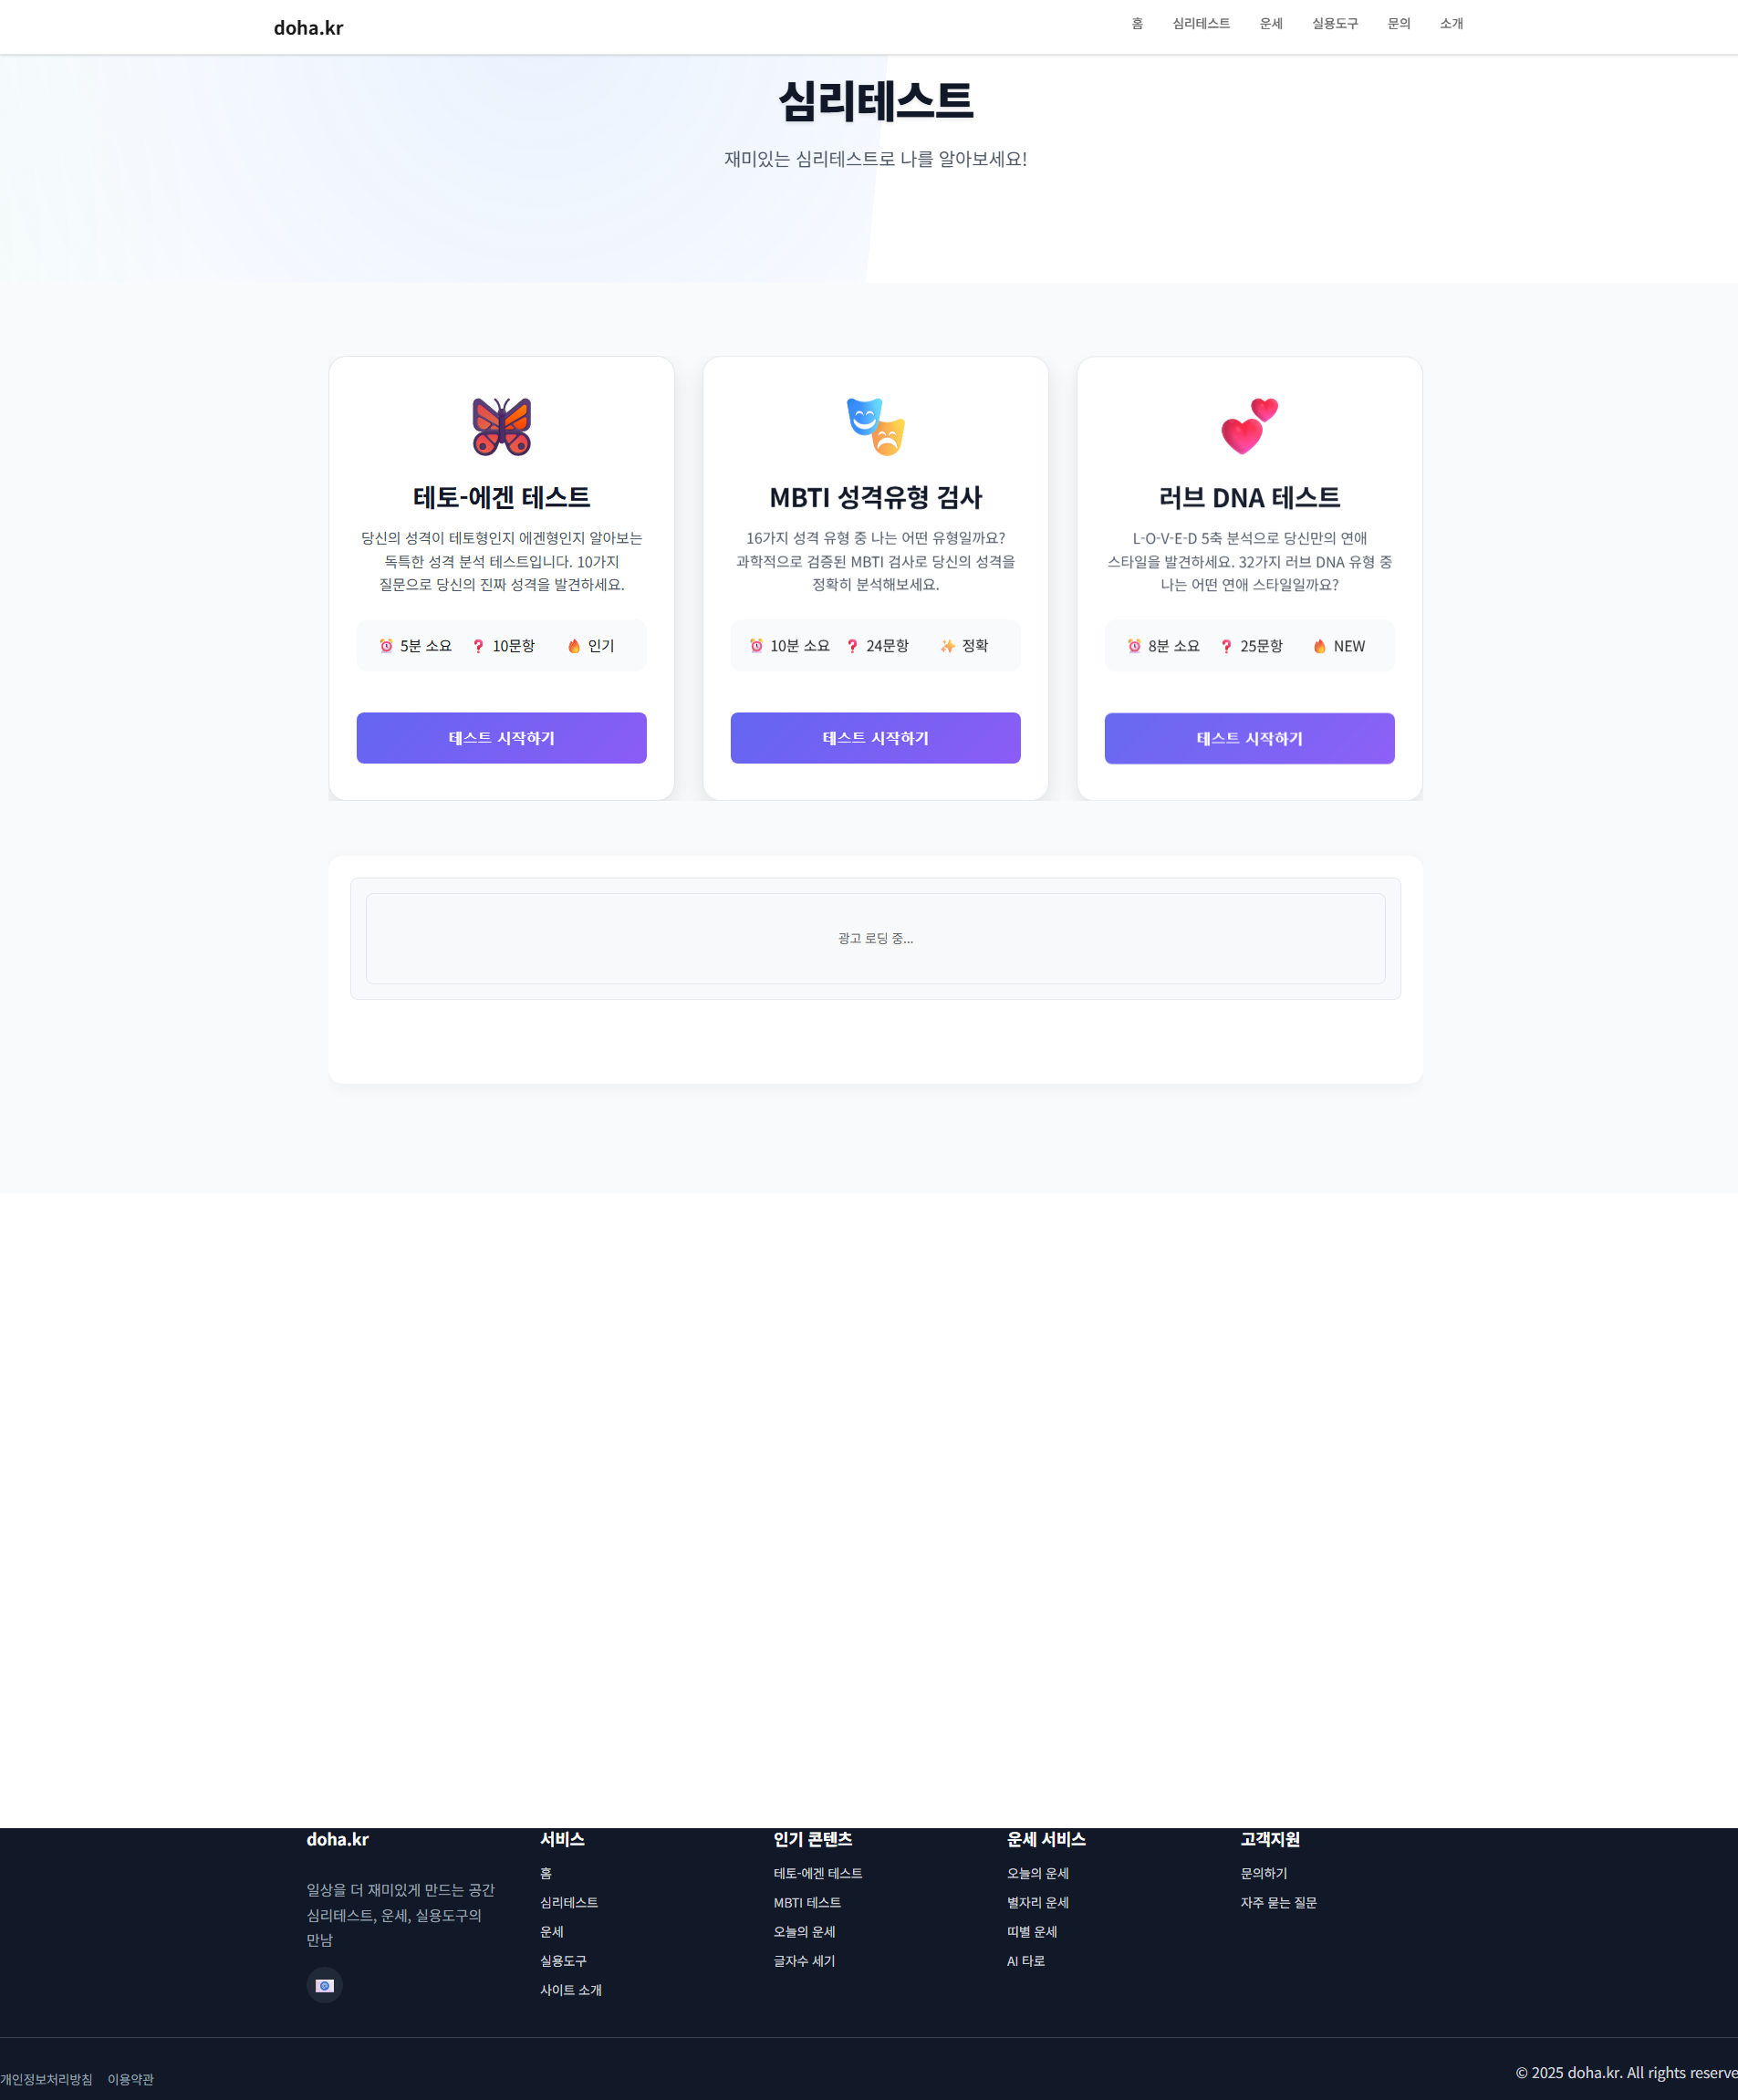 doha.kr
홈 심리테스트 운세 실용도구 문의 소개
심리테스트
재미있는 심리테스트로 나를 알아보세요!
테토-에겐 테스트
당신의 성격이 테토형인지 에겐형인지 알아보는
독특한 성격 분석 테스트입니다. 10가지
질문으로 당신의 진짜 성격을 발견하세요.
5분 소요 10문항 인기
테스트 시작하기
MBTI 성격유형 검사
16가지 성격 유형 중 나는 어떤 유형일까요?
과학적으로 검증된 MBTI 검사로 당신의 성격을
정확히 분석해보세요.
10분 소요 24문항 정확
테스트 시작하기
러브 DNA 테스트
L-O-V-E-D 5축 분석으로 당신만의 연애
스타일을 발견하세요. 32가지 러브 DNA 유형 중
나는 어떤 연애 스타일일까요?
8분 소요 25문항 NEW
테스트 시작하기
광고 로딩 중...
doha.kr
일상을 더 재미있게 만드는 공간
심리테스트, 운세, 실용도구의
만남
서비스
홈
심리테스트
운세
실용도구
사이트 소개
인기 콘텐츠
테토-에겐 테스트
MBTI 테스트
오늘의 운세
글자수 세기
운세 서비스
오늘의 운세
별자리 운세
띠별 운세
AI 타로
고객지원
문의하기
자주 묻는 질문
개인정보처리방침 이용약관
© 2025 doha.kr. All rights reserve